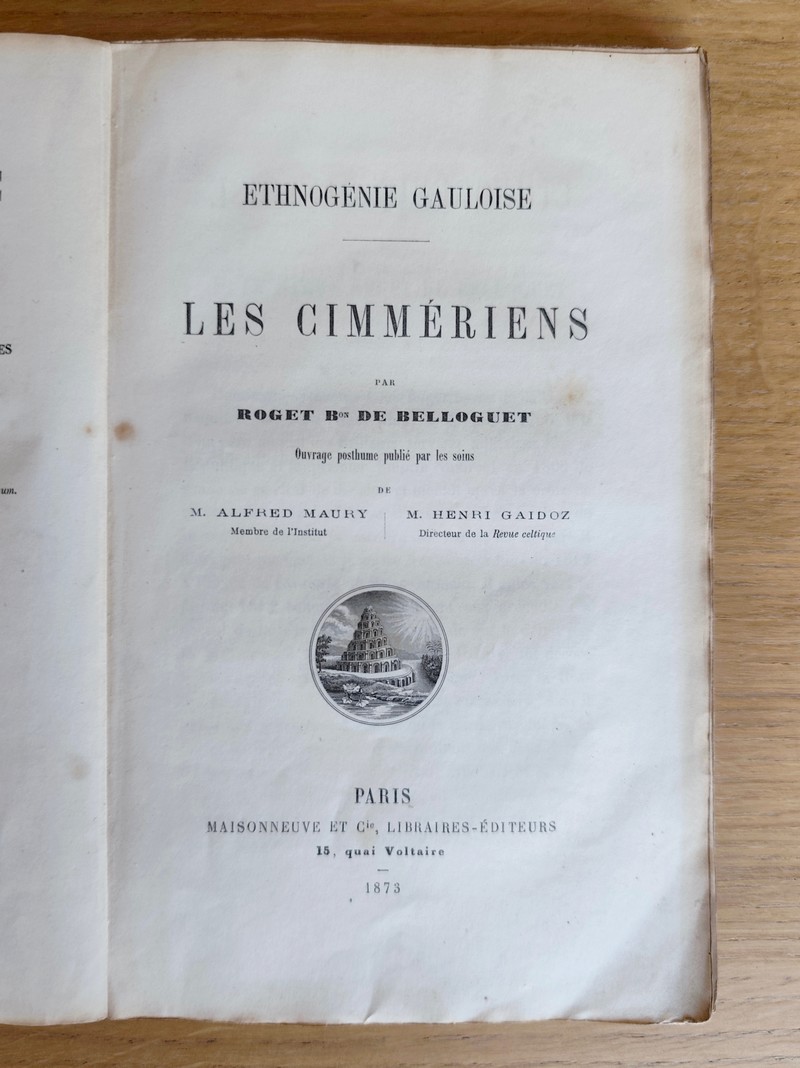 ES
um.
ETHNOGÉNIE GAULOISE
LES CIMMÉRIENS
PAR
ROGET Bon DE BELLOGUET
Ouvrage posthume publié par les soins
DE
M. ALFRED MAURY
Membre de l'Institut
M. HENRI GAIDOZ
Directeur de la Revue celtique
PARIS
MAISONNEUVE ET Cie, LIBRAIRES-ÉDITEURS
15, quai Voltaire
1873